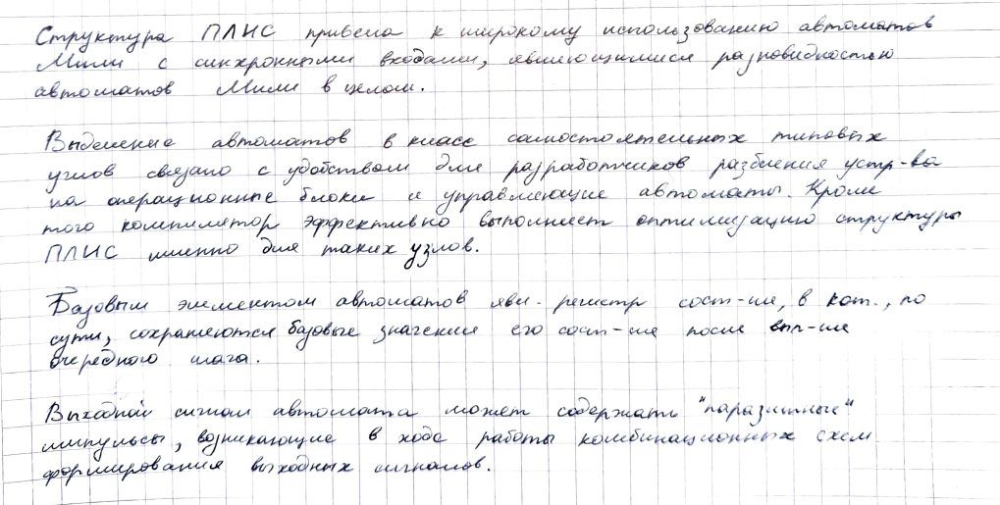 Структура ПЛИС привела к широкому использованию автоматов
Мили с синхронными входами, являющимися разновидностью
автоматов Мили в целом.
Выделение автоматов в класс самостоятельных типовых
узлов связано с удобством для разработчиков разбиения устр-ва
на операционные блоки и управляющие автоматы. Кроме
того компилятор эффективно выполняет оптимизацию структуры
ПЛИС именно для таких узлов.
Базовым элементом автоматов явл. регистр сост-ия, в кот., по
сути, сохраняются базовые значения его сост-ия после вып-ия
очередного шага.
Выходной сигнал автомата может содержать "паразитные"
импульсы, возникающие в ходе работы комбинационных схем
формирования выходных сигналов.